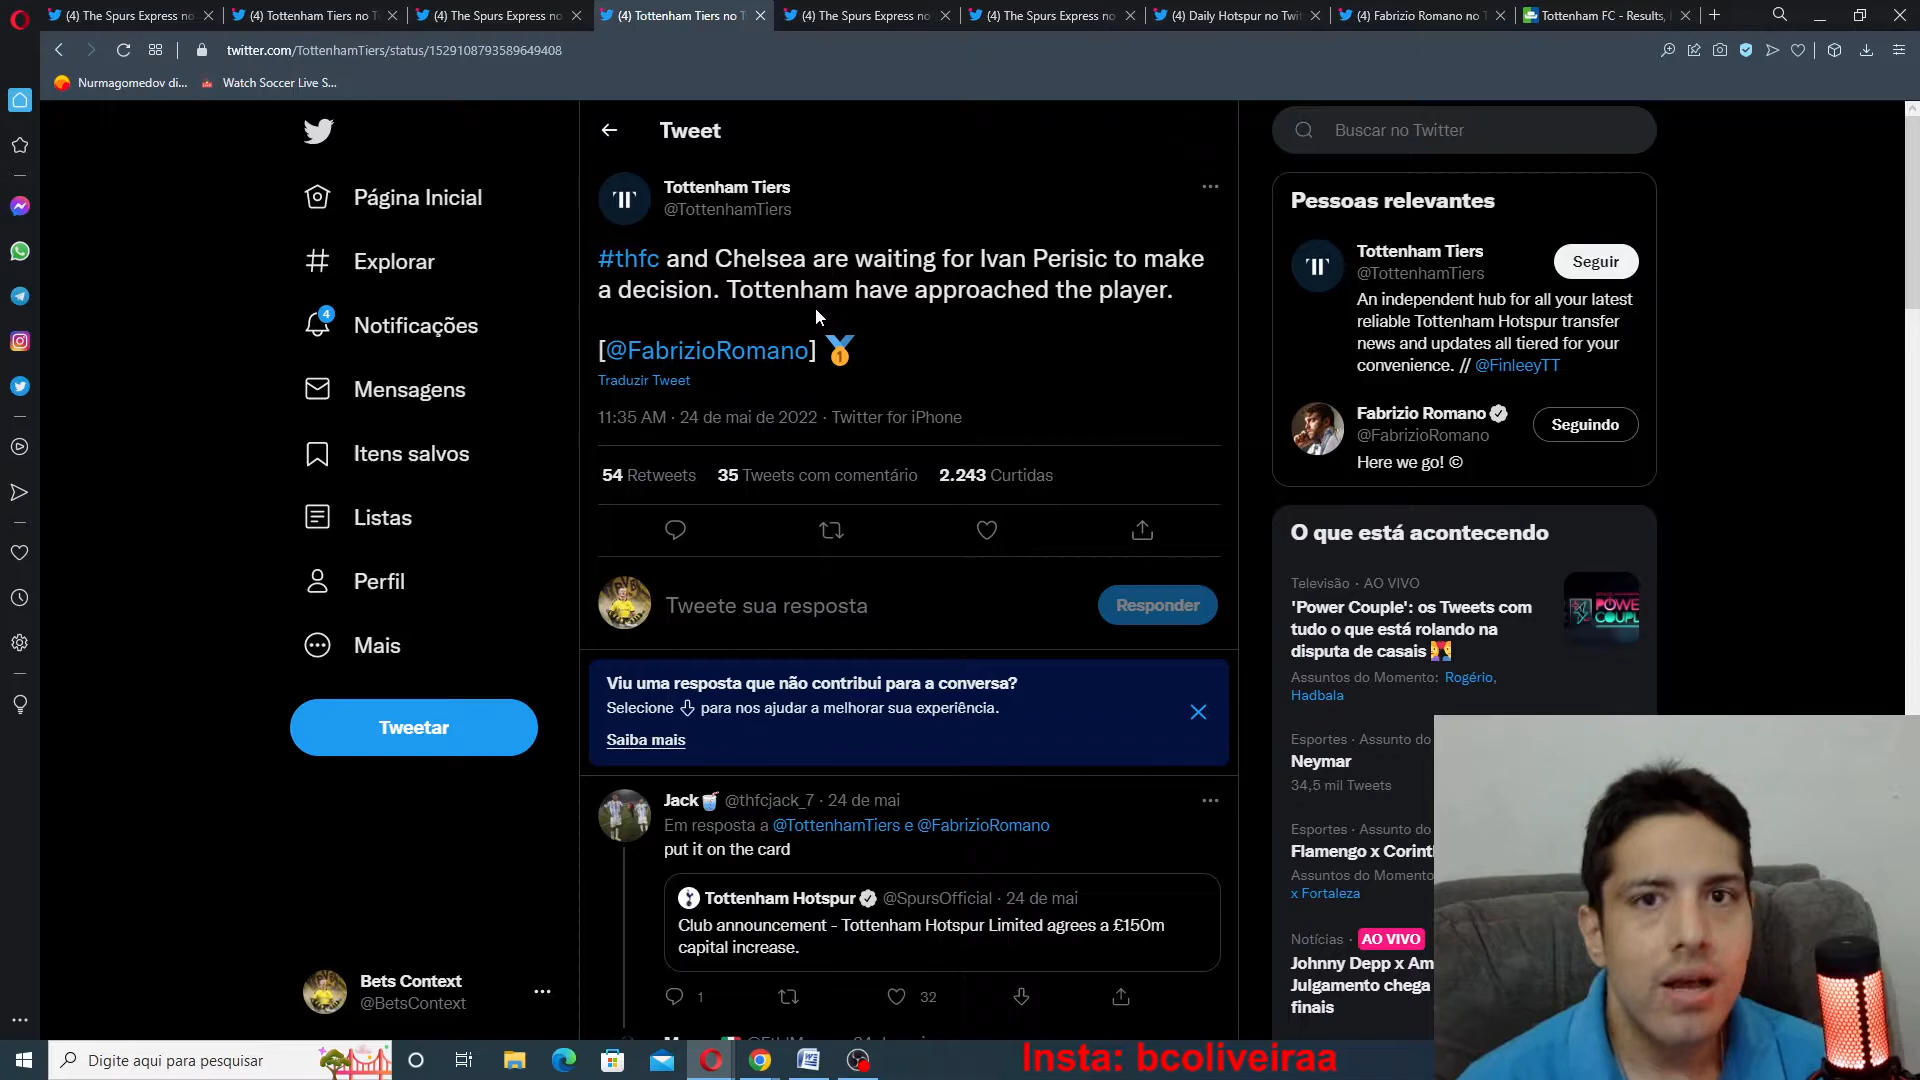 (4) The Spurs Express no
(4) Tottenham Tiers no T
(4) The Spurs Express no
(4) Tottenham Tiers no T
(4) The Spurs Express no
(4) The Spurs Express no
(4) Daily Hotspur no Twi
(4) Fabrizio Romano no T
Tottenham FC - Results,
twitter.com/TottenhamTiers/status/1529108793589649408
Nurmagomedov di...
Watch Soccer Live S...
Página Inicial
Explorar
4
Notificações
Mensagens
Itens salvos
Listas
Perfil
Mais
Tweetar
Bets Context
@BetsContext
Tweet
Tottenham Tiers
@TottenhamTiers
#thfc and Chelsea are waiting for Ivan Perisic to make
a decision. Tottenham have approached the player.
[@FabrizioRomano] 🥇
Traduzir Tweet
11:35 AM · 24 de mai de 2022 · Twitter for iPhone
54 Retweets 35 Tweets com comentário 2.243 Curtidas
Tweete sua resposta
Responder
Viu uma resposta que não contribui para a conversa?
Selecione para nos ajudar a melhorar sua experiência.
Saiba mais
Jack @thfcjack_7 · 24 de mai
Em resposta a @TottenhamTiers e @FabrizioRomano
put it on the card
Tottenham Hotspur @SpursOfficial · 24 de mai
Club announcement - Tottenham Hotspur Limited agrees a £150m
capital increase.
1
32
Buscar no Twitter
Pessoas relevantes
Tottenham Tiers
@TottenhamTiers
Seguir
An independent hub for all your latest
reliable Tottenham Hotspur transfer
news and updates all tiered for your
convenience. // @FinleeyTT
Fabrizio Romano
@FabrizioRomano
Seguindo
Here we go! ©
O que está acontecendo
Televisão · AO VIVO
'Power Couple': os Tweets com
tudo o que está rolando na
disputa de casais
POWER
COUPLE
Assuntos do Momento: Rogério,
Hadbala
Esportes · Assunto do
Neymar
34,5 mil Tweets
Esportes · Assunto do
Flamengo x Corint
Assuntos do Momento
x Fortaleza
Notícias · AO VIVO
Johnny Depp x Am
Julgamento chega
finais
Digite aqui para pesquisar
Insta: bcoliveiraa